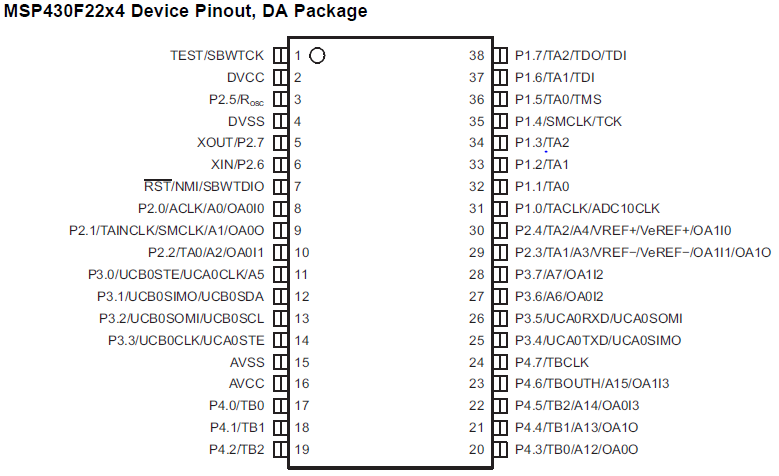 MSP430F22x4 Device Pinout, DA Package
TEST/SBWTCK 1 38 P1.7/TA2/TDO/TDI
DVCC 2 37 P1.6/TA1/TDI
P2.5/ROSC 3 36 P1.5/TA0/TMS
DVSS 4 35 P1.4/SMCLK/TCK
XOUT/P2.7 5 34 P1.3/TA2
XIN/P2.6 6 33 P1.2/TA1
RST/NMI/SBWTDIO 7 32 P1.1/TA0
P2.0/ACLK/A0/OA0I0 8 31 P1.0/TACLK/ADC10CLK
P2.1/TAINCLK/SMCLK/A1/OA0O 9 30 P2.4/TA2/A4/VREF+/VeREF+/OA1I0
P2.2/TA0/A2/OA0I1 10 29 P2.3/TA1/A3/VREF−/VeREF−/OA1I1/OA1O
P3.0/UCB0STE/UCA0CLK/A5 11 28 P3.7/A7/OA1I2
P3.1/UCB0SIMO/UCB0SDA 12 27 P3.6/A6/OA0I2
P3.2/UCB0SOMI/UCB0SCL 13 26 P3.5/UCA0RXD/UCA0SOMI
P3.3/UCB0CLK/UCA0STE 14 25 P3.4/UCA0TXD/UCA0SIMO
AVSS 15 24 P4.7/TBCLK
AVCC 16 23 P4.6/TBOUTH/A15/OA1I3
P4.0/TB0 17 22 P4.5/TB2/A14/OA0I3
P4.1/TB1 18 21 P4.4/TB1/A13/OA1O
P4.2/TB2 19 20 P4.3/TB0/A12/OA0O